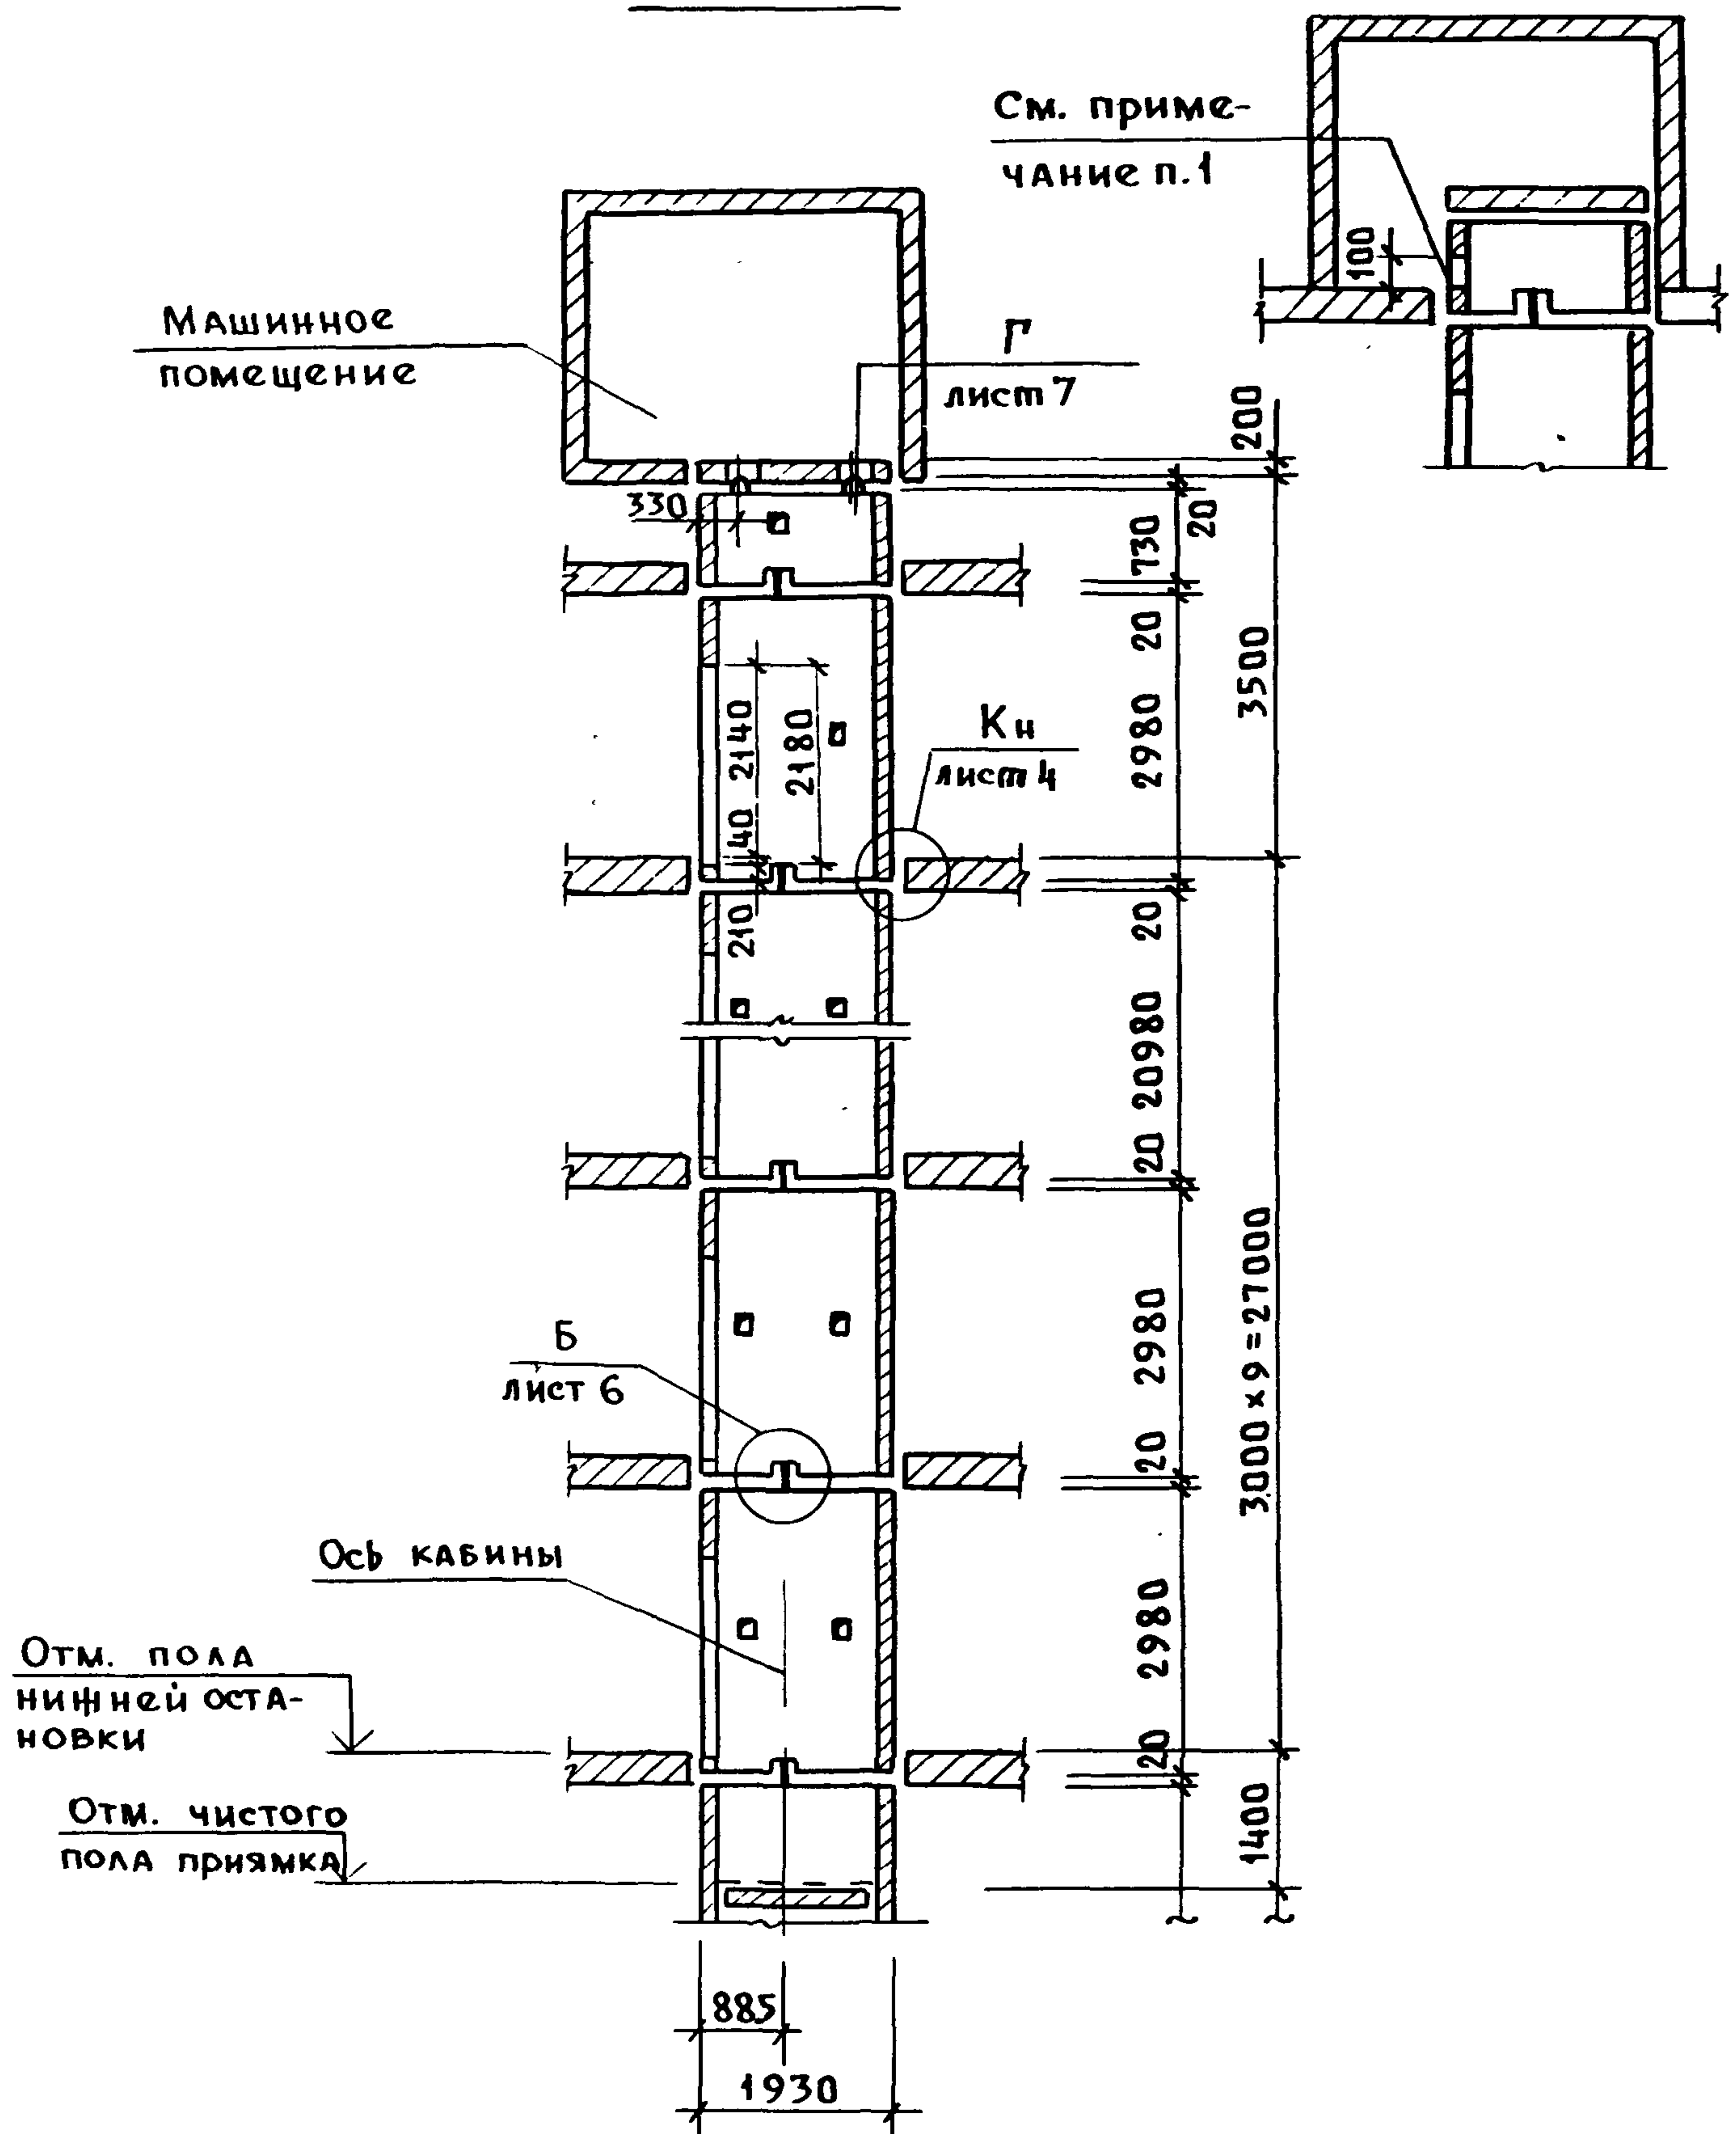 См. приме-
чание п.1
100
Машинное
помещение
Г
лист 7
200
330
730
20
20
3500
2140
2180
2980
Кн
лист 4
40
210
20
20980
20
3000 х 9 = 27000
2980
Б
лист 6
20
Ось кабины
2980
Отм. пола
нижней оста-
новки
20
Отм. чистого
пола приямка
1400
885
1930